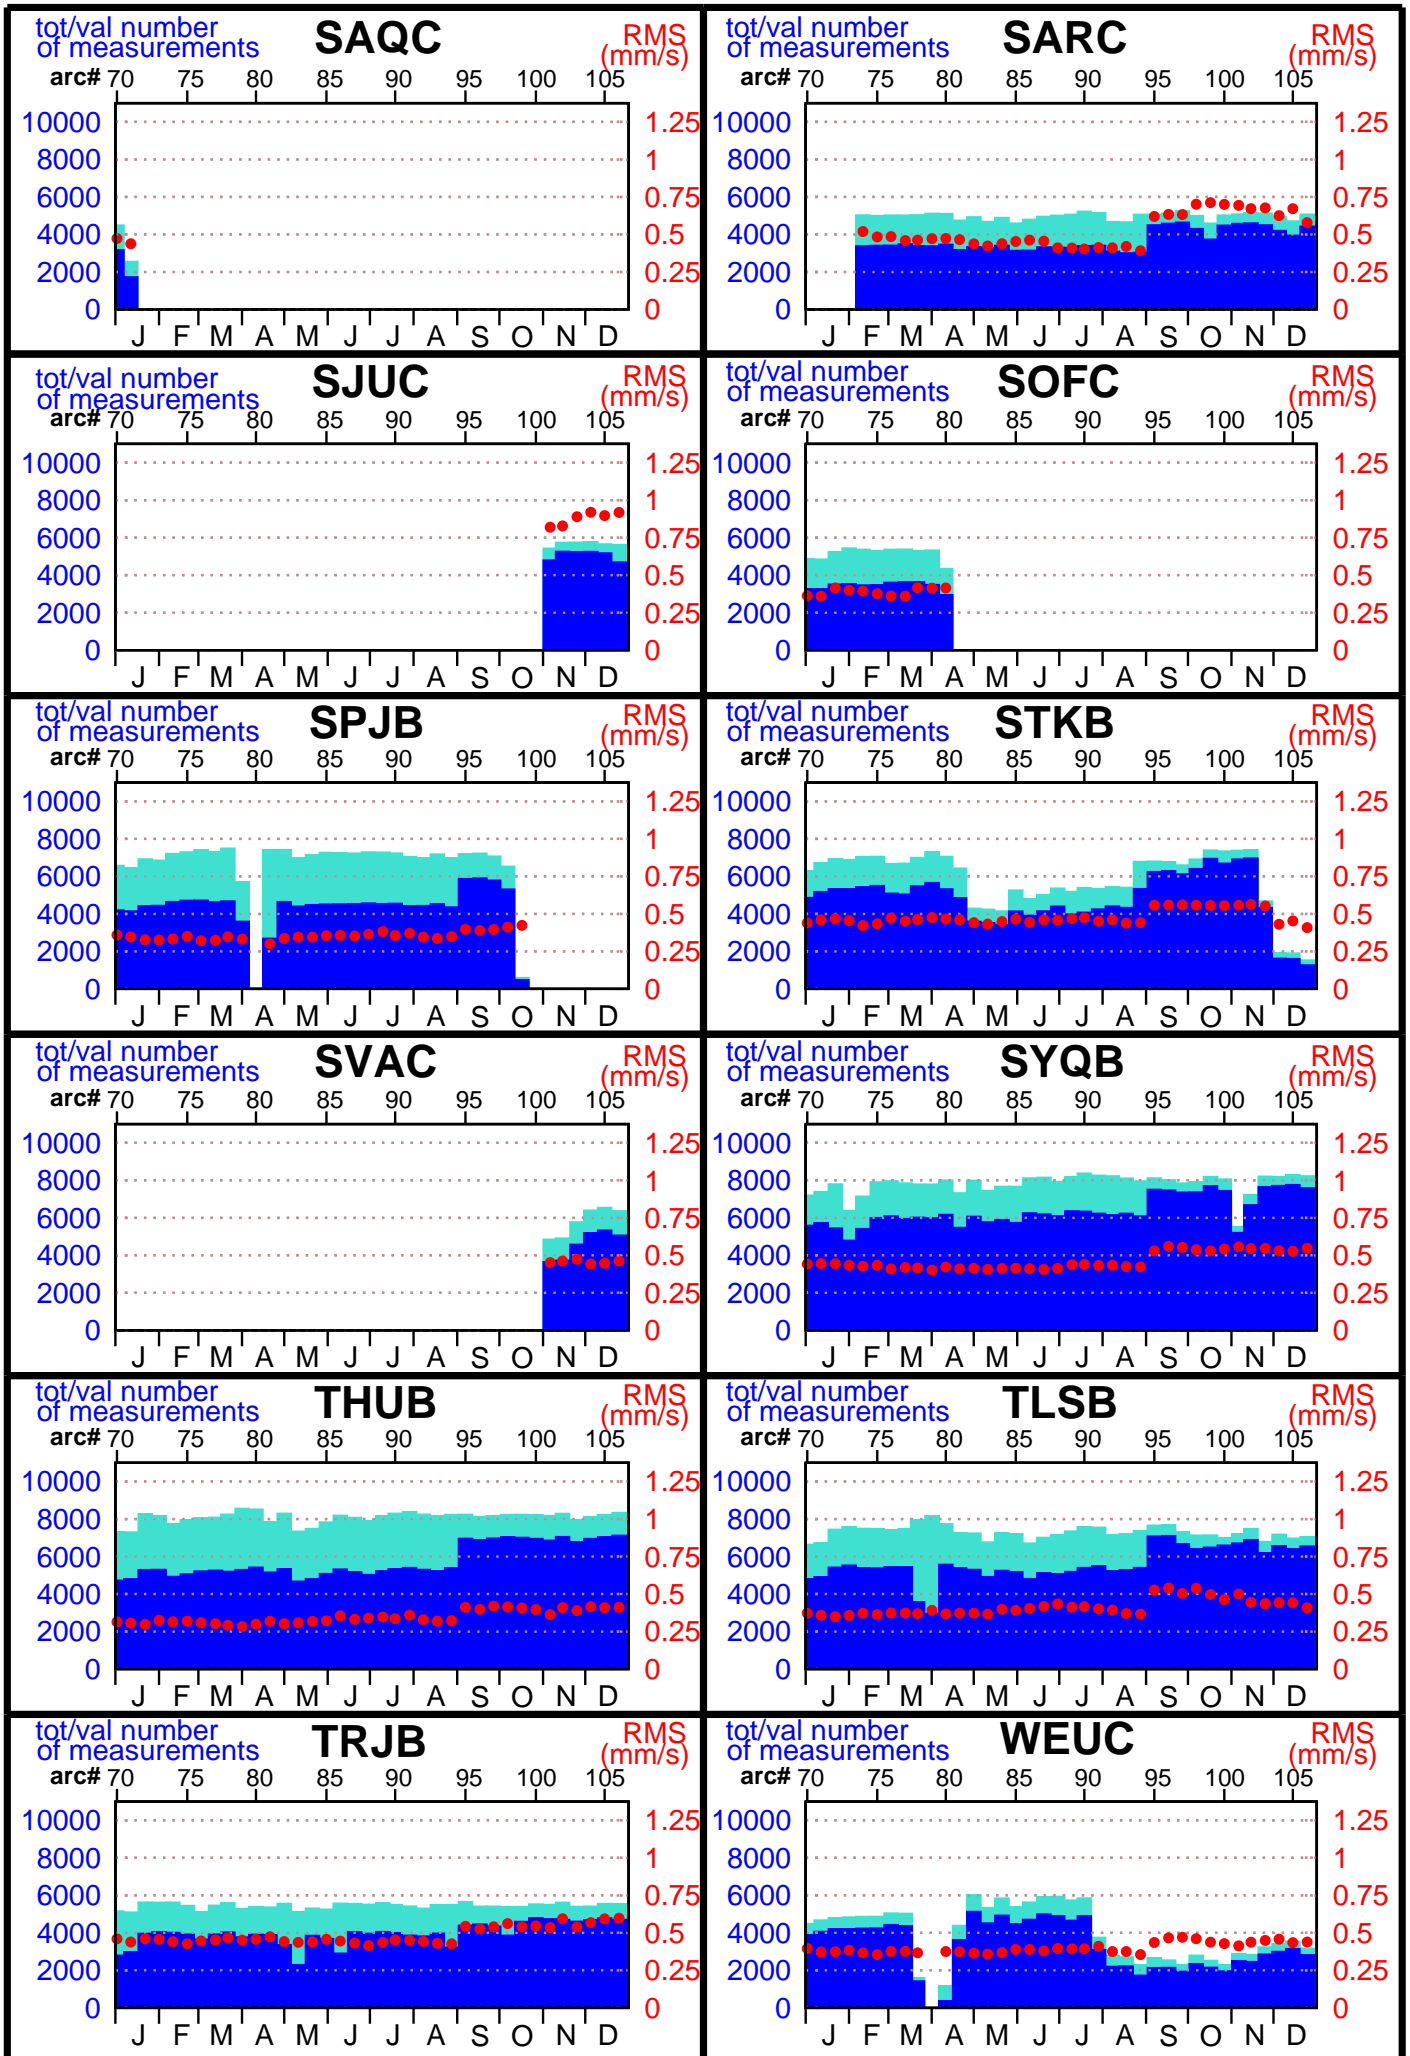 tot/val number
of measurements
SAQC
RMS
(mm/s)
arc# 70 75 80 85 90 95 100 105
10000 1.25
8000 1
6000 0.75
4000 0.5
2000 0.25
0 0
J F M A M J J A S O N D
tot/val number
of measurements
SARC
RMS
(mm/s)
arc# 70 75 80 85 90 95 100 105
10000 1.25
8000 1
6000 0.75
4000 0.5
2000 0.25
0 0
J F M A M J J A S O N D
tot/val number
of measurements
SJUC
RMS
(mm/s)
arc# 70 75 80 85 90 95 100 105
10000 1.25
8000 1
6000 0.75
4000 0.5
2000 0.25
0 0
J F M A M J J A S O N D
tot/val number
of measurements
SOFC
RMS
(mm/s)
arc# 70 75 80 85 90 95 100 105
10000 1.25
8000 1
6000 0.75
4000 0.5
2000 0.25
0 0
J F M A M J J A S O N D
tot/val number
of measurements
SPJB
RMS
(mm/s)
arc# 70 75 80 85 90 95 100 105
10000 1.25
8000 1
6000 0.75
4000 0.5
2000 0.25
0 0
J F M A M J J A S O N D
tot/val number
of measurements
STKB
RMS
(mm/s)
arc# 70 75 80 85 90 95 100 105
10000 1.25
8000 1
6000 0.75
4000 0.5
2000 0.25
0 0
J F M A M J J A S O N D
tot/val number
of measurements
SVAC
RMS
(mm/s)
arc# 70 75 80 85 90 95 100 105
10000 1.25
8000 1
6000 0.75
4000 0.5
2000 0.25
0 0
J F M A M J J A S O N D
tot/val number
of measurements
SYQB
RMS
(mm/s)
arc# 70 75 80 85 90 95 100 105
10000 1.25
8000 1
6000 0.75
4000 0.5
2000 0.25
0 0
J F M A M J J A S O N D
tot/val number
of measurements
THUB
RMS
(mm/s)
arc# 70 75 80 85 90 95 100 105
10000 1.25
8000 1
6000 0.75
4000 0.5
2000 0.25
0 0
J F M A M J J A S O N D
tot/val number
of measurements
TLSB
RMS
(mm/s)
arc# 70 75 80 85 90 95 100 105
10000 1.25
8000 1
6000 0.75
4000 0.5
2000 0.25
0 0
J F M A M J J A S O N D
tot/val number
of measurements
TRJB
RMS
(mm/s)
arc# 70 75 80 85 90 95 100 105
10000 1.25
8000 1
6000 0.75
4000 0.5
2000 0.25
0 0
J F M A M J J A S O N D
tot/val number
of measurements
WEUC
RMS
(mm/s)
arc# 70 75 80 85 90 95 100 105
10000 1.25
8000 1
6000 0.75
4000 0.5
2000 0.25
0 0
J F M A M J J A S O N D